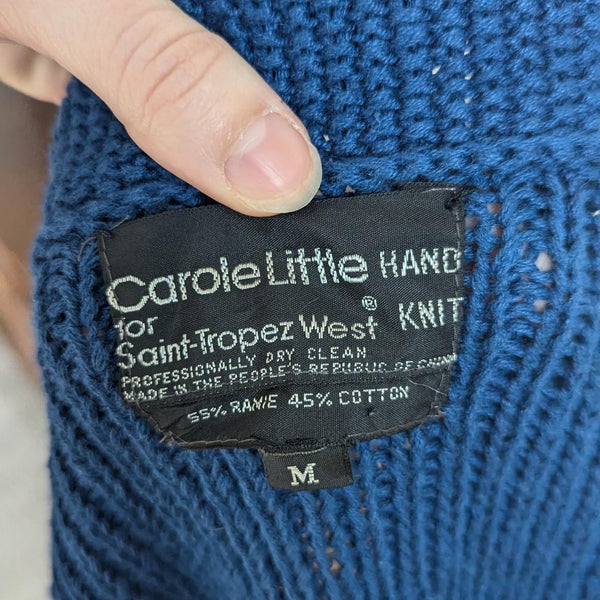 Carole Little HAND
for
Saint-Tropez West® KNIT
PROFESSIONALLY DRY CLEAN
MADE IN THE PEOPLE'S REPUBLIC OF CHINA
55% RAMIE 45% COTTON
M